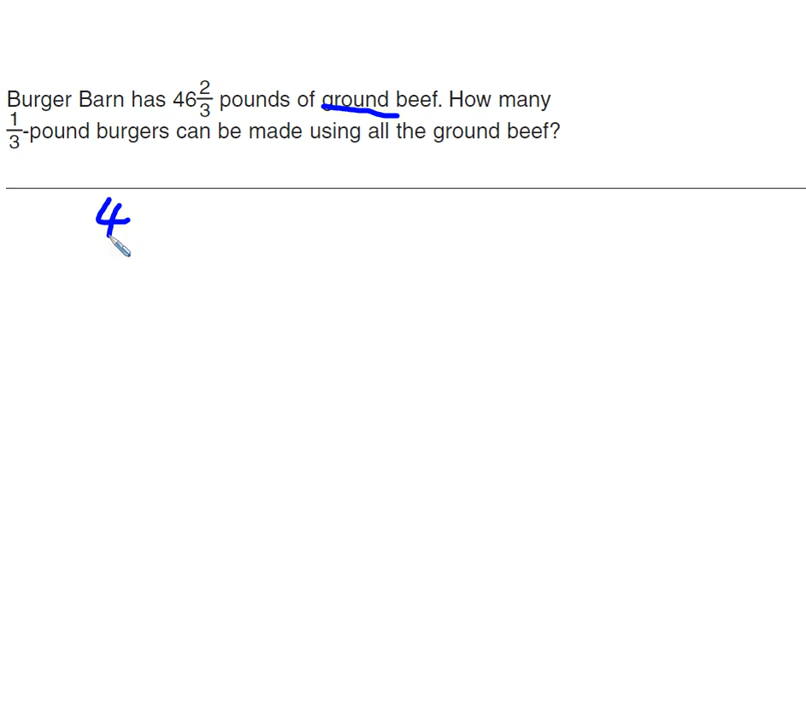 Burger Barn has 46 2/3 pounds of ground beef. How many
1/3-pound burgers can be made using all the ground beef?
4